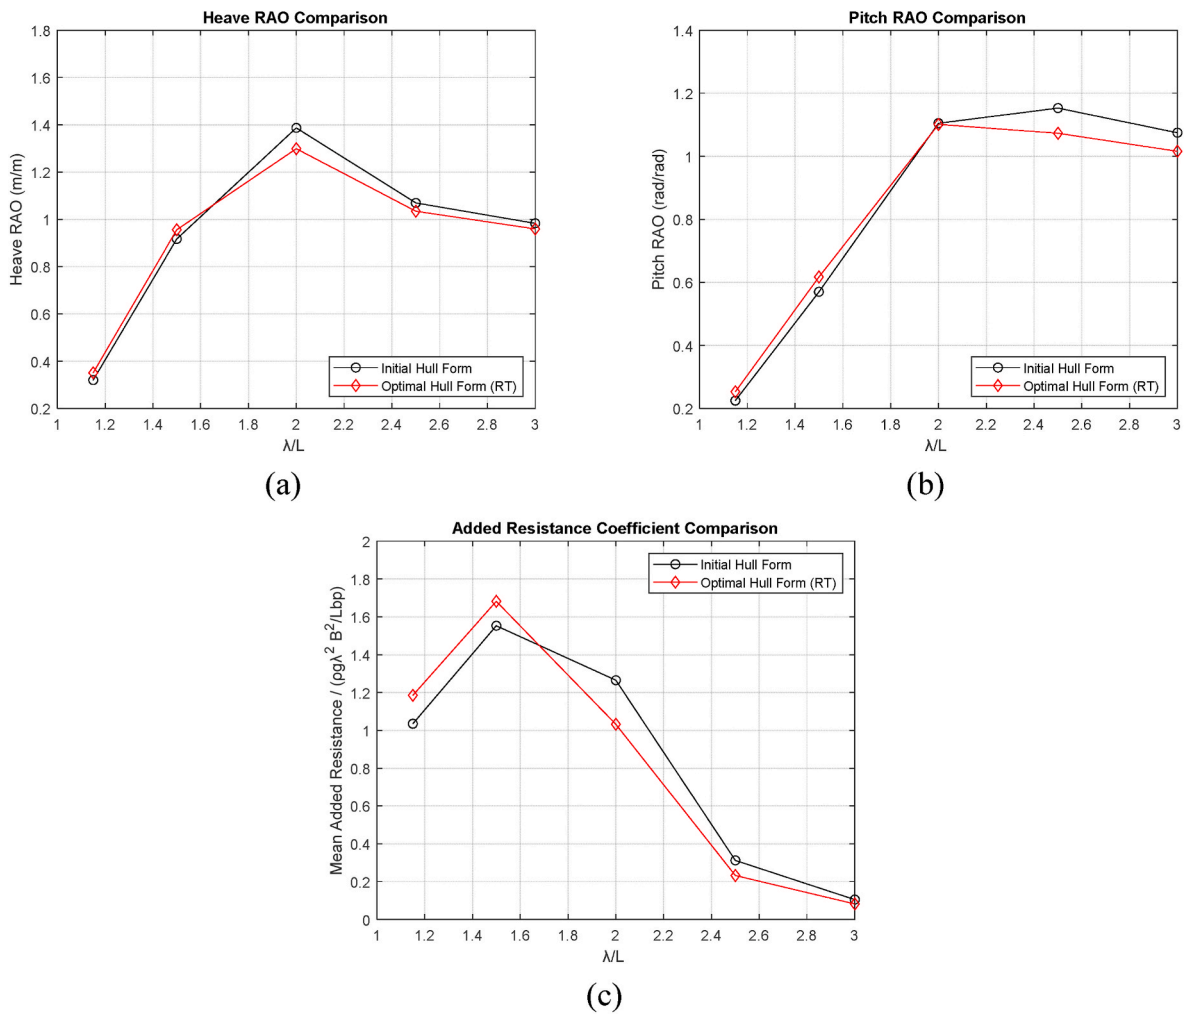 Heave RAO Comparison
1.8
1.6
1.4
1.2
1
0.8
0.6
0.4
0.2
Heave RAO (m/m)
1 1.2 1.4 1.6 1.8 2 2.2 2.4 2.6 2.8 3
λ/L
Initial Hull Form
Optimal Hull Form (RT)
(a)
Pitch RAO Comparison
1.4
1.2
1
0.8
0.6
0.4
0.2
Pitch RAO (rad/rad)
1 1.2 1.4 1.6 1.8 2 2.2 2.4 2.6 2.8 3
λ/L
Initial Hull Form
Optimal Hull Form (RT)
(b)
Added Resistance Coefficient Comparison
2
1.8
1.6
1.4
1.2
1
0.8
0.6
0.4
0.2
0
Mean Added Resistance / (ρgλ² B²/Lbp)
1 1.2 1.4 1.6 1.8 2 2.2 2.4 2.6 2.8 3
λ/L
Initial Hull Form
Optimal Hull Form (RT)
(c)